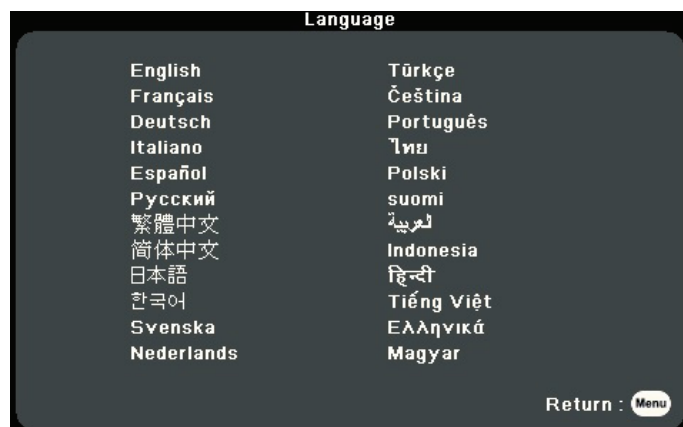 Language
English
Français
Deutsch
Italiano
Español
Русский
繁體中文
简体中文
日本語
한국어
Svenska
Nederlands
Türkçe
Čeština
Português
ไทย
Polski
suomi
العربية
Indonesia
हिन्दी
Tiếng Việt
Ελληνικά
Magyar
Return : Menu